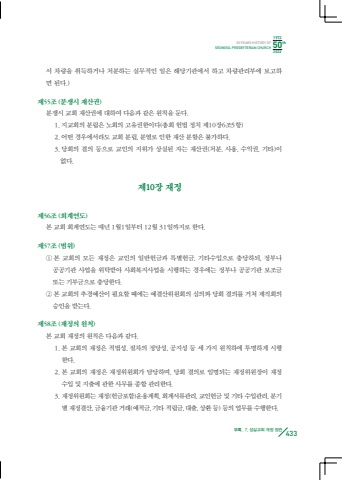 1972
50 YEARS HISTORY OF
SEONGSIL PRESBYTERIAN CHURCH
50th
2022
서 차량을 취득하거나 처분하는 실무적인 일은 해당기관에서 하고 차량관리부에 보고하
면 된다.)
제55조 (분쟁시 재산권)
분쟁시 교회 재산권에 대하여 다음과 같은 원칙을 둔다.
1. 지교회의 분립은 노회의 고유권한이다(총회 헌법 정치 제10장6조5항)
2. 어떤 경우에서라도 교회 분립, 분열로 인한 재산 분할은 불가하다.
3. 당회의 결의 등으로 교인의 지위가 상실된 자는 재산권(처분, 사용, 수익권, 기타)이
없다.
제10장 재정
제56조 (회계연도)
본 교회 회계연도는 매년 1월1일부터 12월 31일까지로 한다.
제57조 (범위)
① 본 교회의 모든 재정은 교인의 일반헌금과 특별헌금, 기타수입으로 충당하되, 정부나
공공기관 사업을 위탁받아 사회복지사업을 시행하는 경우에는 정부나 공공기관 보조금
또는 기부금으로 충당한다.
② 본 교회의 추경예산이 필요할 때에는 예결산위원회의 심의와 당회 결의를 거쳐 제직회의
승인을 받는다.
제58조 (재정의 원칙)
본 교회 재정의 원칙은 다음과 같다.
1. 본 교회의 재정은 적법성, 절차의 정당성, 공지성 등 세 가지 원칙하에 투명하게 시행
한다.
2. 본 교회의 재정은 재정위원회가 담당하며, 당회 결의로 임명되는 재정위원장이 재정
수입 및 지출에 관한 사무를 총괄 관리한다.
3. 재정위원회는 재정(헌금포함)운용계획, 회계서류관리, 교인헌금 및 기타 수입관리, 분기
별 재정결산, 금융기관 거래(예적금, 기타 적립금, 대출, 상환 등) 등의 업무를 수행한다.
부록_ 7. 성실교회 개정 정관
433